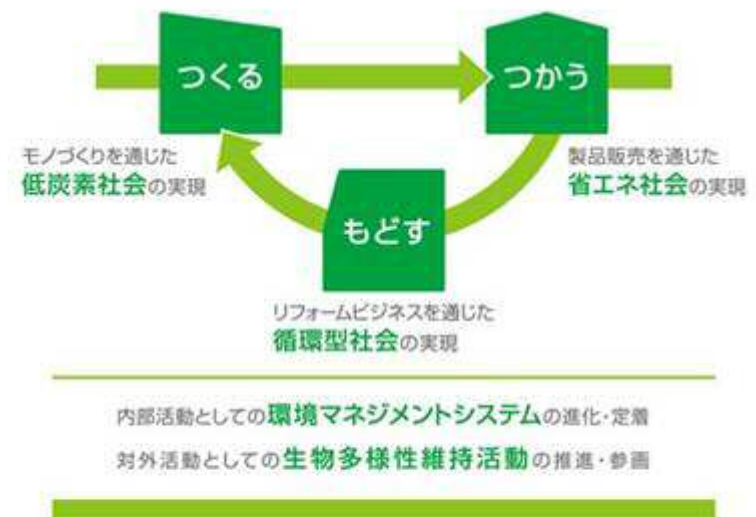 つくる
つかう
モノづくりを通じた
低炭素社会の実現
製品販売を通じた
省エネ社会の実現
もどす
リフォームビジネスを通じた
循環型社会の実現
内部活動としての環境マネジメントシステムの進化・定着
対外活動としての生物多様性維持活動の推進・参画